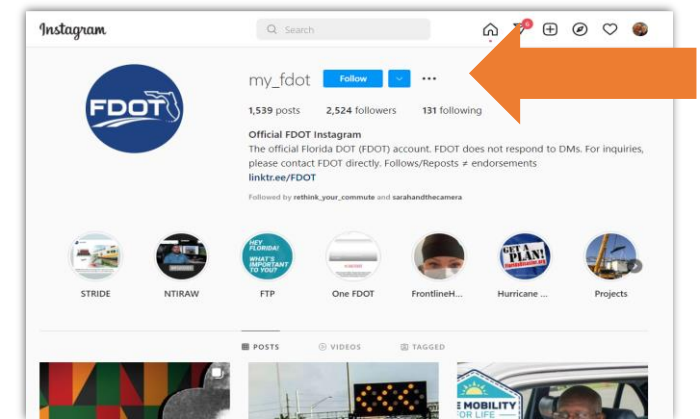 Instagram
Search
6
FDOT
my_fdot Follow
1,539 posts 2,524 followers 131 following
Official FDOT Instagram
The official Florida DOT (FDOT) account. FDOT does not respond to DMs. For inquiries,
please contact FDOT directly. Follows/Reposts ≠ endorsements
linktr.ee/FDOT
Followed by rethink_your_commute and sarahandthecamera
HEY
FLORIDA!
WHAT'S
IMPORTANT
TO YOU?
GET A
PLAN!
STRIDE NTIRAW FTP One FDOT FrontlineH... Hurricane ... Projects
POSTS VIDEOS TAGGED
E MOBILITY
FOR LIFE